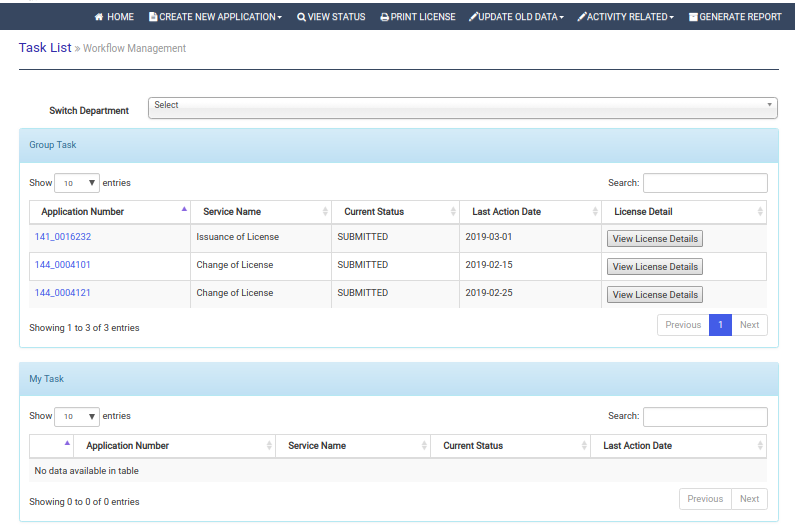 HOME CREATE NEW APPLICATION VIEW STATUS PRINT LICENSE UPDATE OLD DATA ACTIVITY RELATED GENERATE REPORT
Task List » Workflow Management
Switch Department Select
Group Task
Show 10 entries Search:
Application Number Service Name Current Status Last Action Date License Detail
141_0016232 Issuance of License SUBMITTED 2019-03-01 View License Details
144_0004101 Change of License SUBMITTED 2019-02-15 View License Details
144_0004121 Change of License SUBMITTED 2019-02-25 View License Details
Showing 1 to 3 of 3 entries Previous 1 Next
My Task
Show 10 entries Search:
Application Number Service Name Current Status Last Action Date
No data available in table
Showing 0 to 0 of 0 entries Previous Next